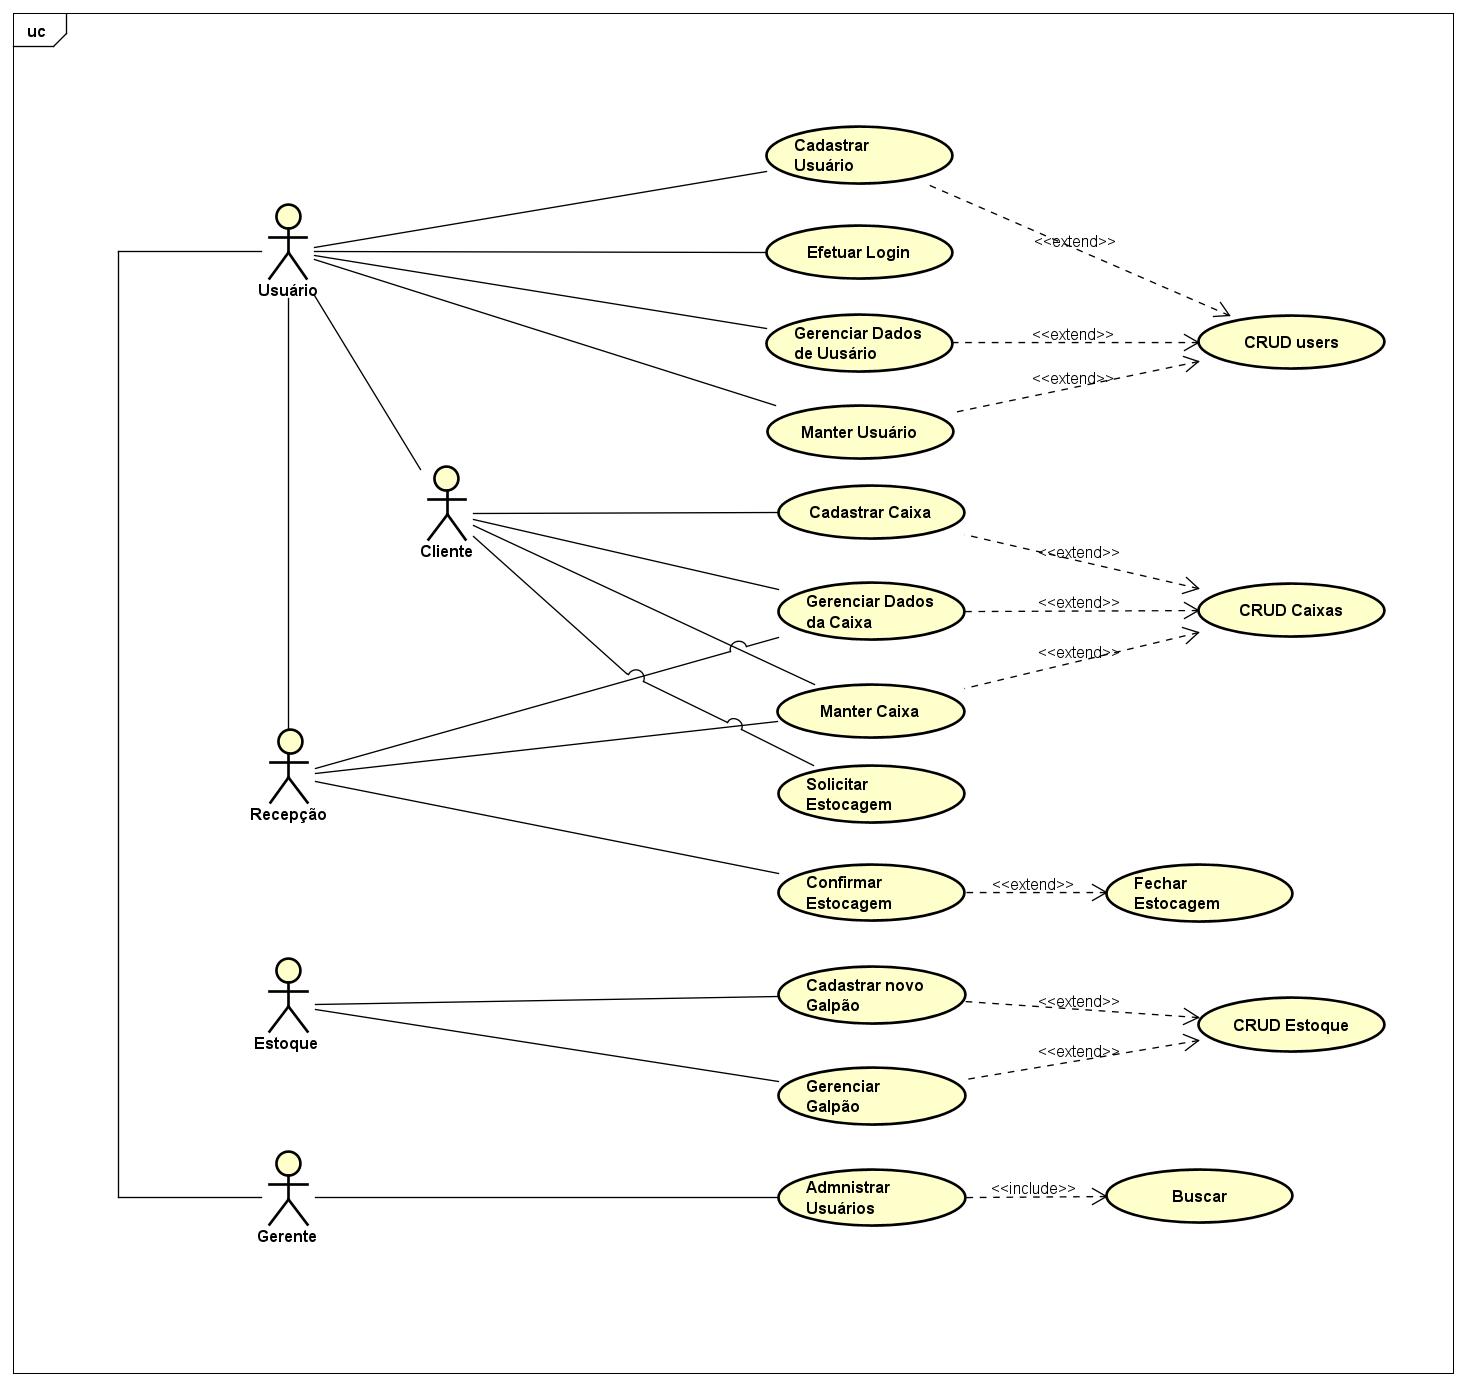 uc
Cadastrar
Usuário
<<extend>>
Usuário
Efetuar Login
Gerenciar Dados
de Uusário
<<extend>>
CRUD users
<<extend>>
Manter Usuário
Cliente
Cadastrar Caixa
<<extend>>
Gerenciar Dados
da Caixa
<<extend>>
CRUD Caixas
<<extend>>
Manter Caixa
Recepção
Solicitar
Estocagem
Confirmar
Estocagem
<<extend>>
Fechar
Estocagem
Estoque
Cadastrar novo
Galpão
<<extend>>
CRUD Estoque
<<extend>>
Gerenciar
Galpão
Gerente
Admnistrar
Usuários
<<include>>
Buscar